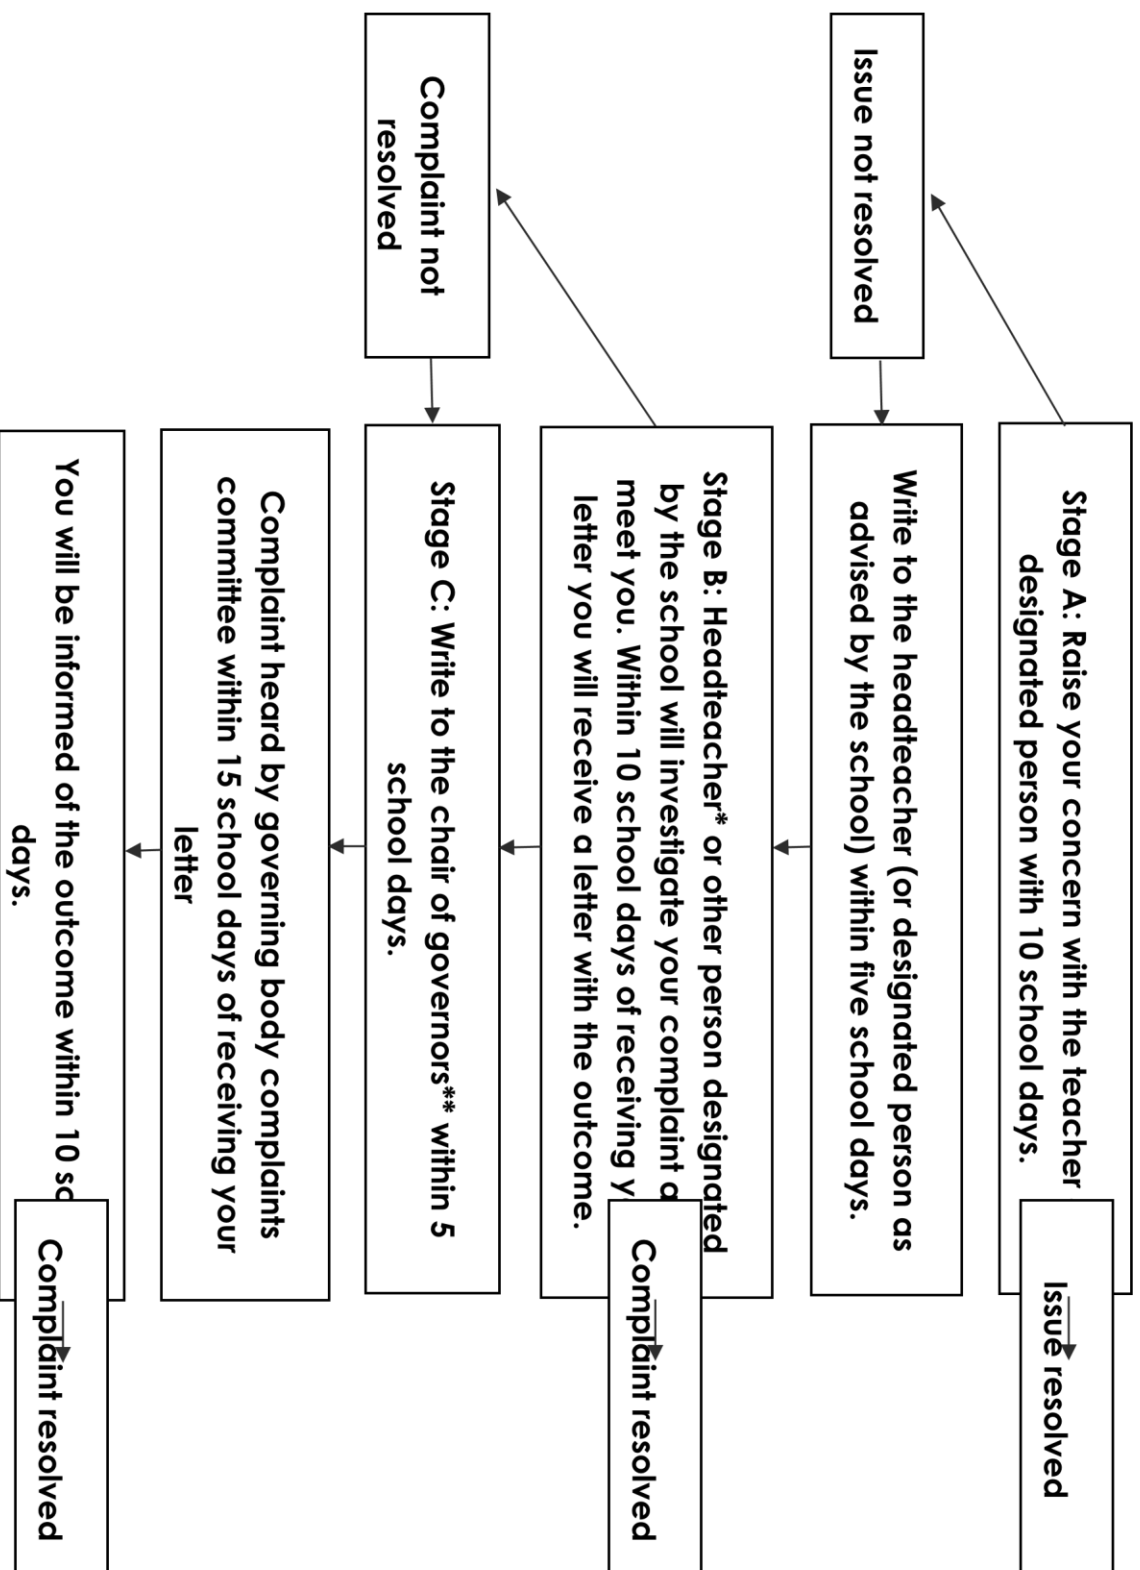 Stage A: Raise your concern with the teacher
designated person with 10 school days.
Issue resolved
Issue not resolved
Write to the headteacher (or designated person as
advised by the school) within five school days.
Stage B: Headteacher* or other person designated
by the school will investigate your complaint
meet you. Within 10 school days of receiving
letter you will receive a letter with the outcome.
Complaint resolved
Complaint not
resolved
Stage C: Write to the chair of governors** within 5
school days.
Complaint heard by governing body complaints
committee within 15 school days of receiving your
letter
You will be informed of the outcome within 10
days.
Complaint resolved